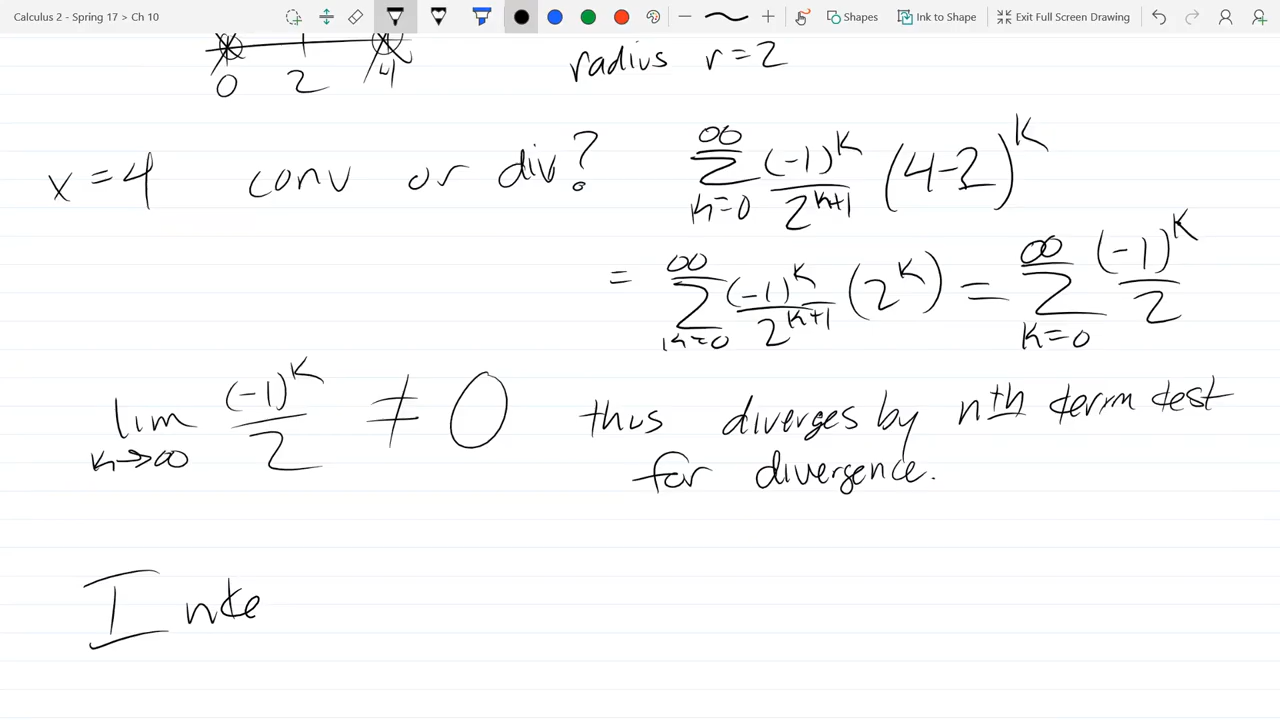 Calculus 2 - Spring 17 > Ch 10
Shapes Ink to Shape Exit Full Screen Drawing
0 2 4 radius r = 2
x = 4 conv or div? ∞∑k=0 (-1)^k/2^(k+1) (4-2)^k
= ∞∑k=0 (-1)^k/2^(k+1) (2^k) = ∞∑k=0 (-1)^k/2
lim k→∞ (-1)^k/2 ≠ 0 thus diverges by nth term test
for divergence.
Inte